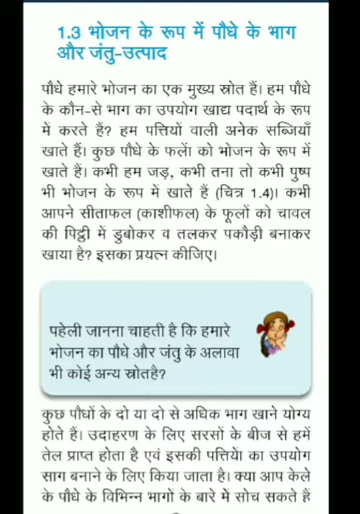 1.3 भोजन के रूप में पौधे के भाग
और जंतु-उत्पाद
पौधे हमारे भोजन का एक मुख्य स्रोत हैं। हम पौधे
के कौन-से भाग का उपयोग खाद्य पदार्थ के रूप
में करते हैं? हम पत्तियों वाली अनेक सब्जियाँ
खाते हैं। कुछ पौधे के फलेां को भोजन के रूप में
खाते हैं। कभी हम जड़, कभी तना तो कभी पुष्प
भी भोजन के रूप में खाते हैं (चित्र 1.4)। कभी
आपने सीताफल (काशीफल) के फूलों को चावल
की पिट्ठी में डुबोकर व तलकर पकौड़ी बनाकर
खाया है? इसका प्रयत्न कीजिए।
पहेली जानना चाहती है कि हमारे
भोजन का पौधे और जंतु के अलावा
भी कोई अन्य स्रोतहै?
कुछ पौघों के दो या दो से अधिक भाग खाने योग्य
होते हैं। उदाहरण के लिए सरसों के बीज से हमें
तेल प्राप्त होता है एवं इसकी पत्तियेां का उपयोग
साग बनाने के लिए किया जाता है। क्या आप केले
के पौधे के विभिन्न भागों के बारे में सोच सकते हैं